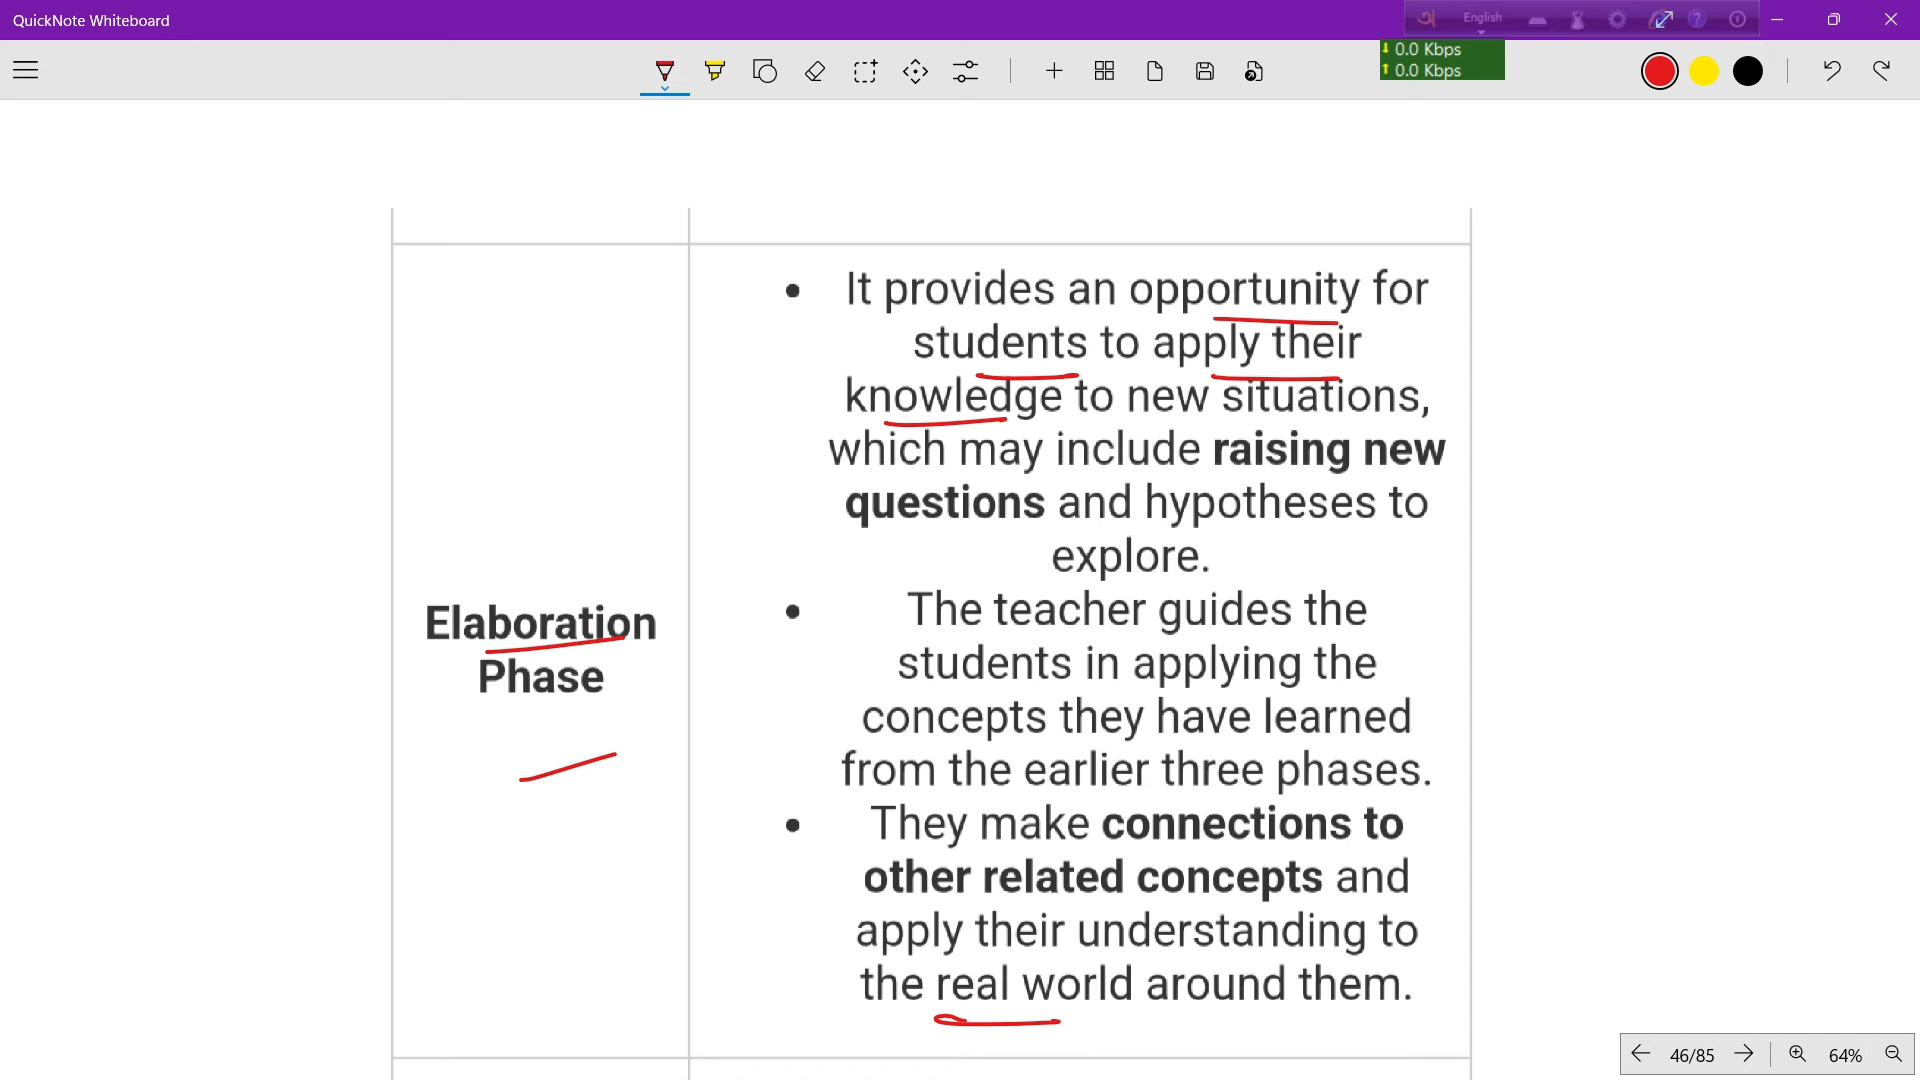 QuickNote Whiteboard
English
0.0 Kbps
0.0 Kbps
It provides an opportunity for
students to apply their
knowledge to new situations,
which may include raising new
questions and hypotheses to
explore.
Elaboration
Phase
The teacher guides the
students in applying the
concepts they have learned
from the earlier three phases.
They make connections to
other related concepts and
apply their understanding to
the real world around them.
46/85
64%